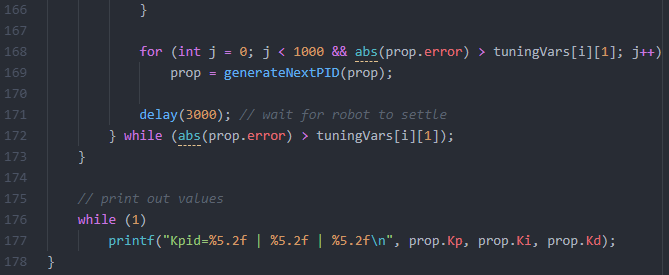 166 }
167
168 for (int j = 0; j < 1000 && abs(prop.error) > tuningVars[i][1]; j++)
169 prop = generateNextPID(prop);
170
171 delay(3000); // wait for robot to settle
172 } while (abs(prop.error) > tuningVars[i][1]);
173 }
174
175 // print out values
176 while (1)
177 printf("Kpid=%5.2f | %5.2f | %5.2f\n", prop.Kp, prop.Ki, prop.Kd);
178 }